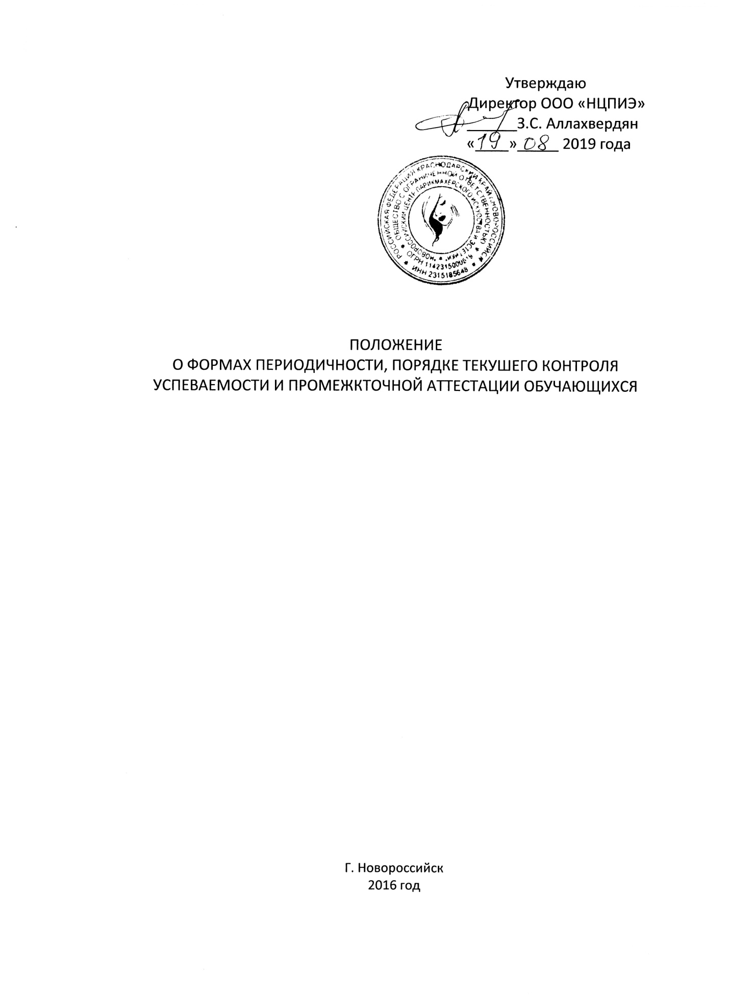 Утверждаю
Директор ООО «НЦПИЭ»
______З.С. Аллахвердян
«19» 08 2019 года
РОССИЙСКАЯ ФЕДЕРАЦИЯ КРАСНОДАРСКИЙ КРАЙ Г.НОВОРОССИЙСК
ОБЩЕСТВО С ОГРАНИЧЕННОЙ ОТВЕТСТВЕННОСТЬЮ
"НОВОРОССИЙСКИЙ ЦЕНТР ПАРИКМАХЕРСКОГО ИСКУССТВА И ЭСТЕТИКИ"
ОГРН
ИНН 2315185648
ПОЛОЖЕНИЕ
О ФОРМАХ ПЕРИОДИЧНОСТИ, ПОРЯДКЕ ТЕКУШЕГО КОНТРОЛЯ
УСПЕВАЕМОСТИ И ПРОМЕЖКТОЧНОЙ АТТЕСТАЦИИ ОБУЧАЮЩИХСЯ
Г. Новороссийск
2016 год